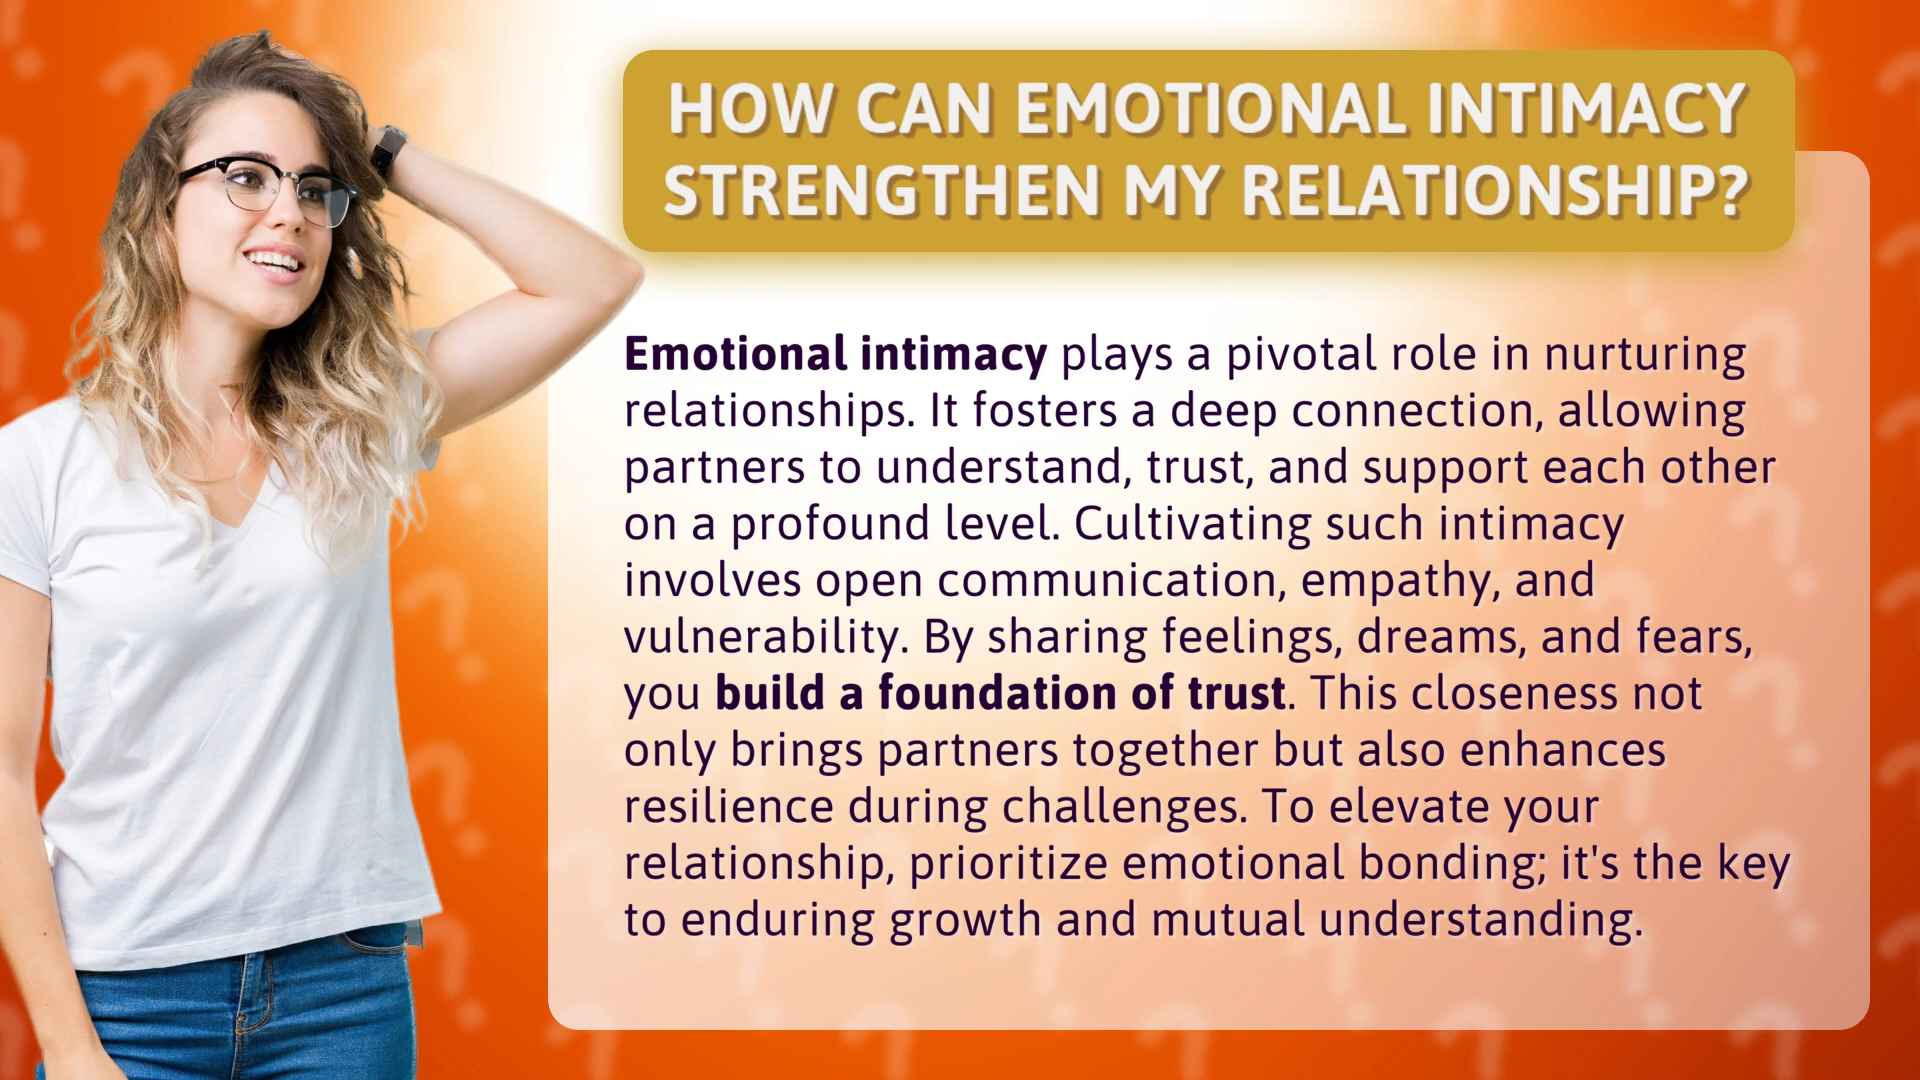 HOW CAN EMOTIONAL INTIMACY
STRENGTHEN MY RELATIONSHIP?
Emotional intimacy plays a pivotal role in nurturing
relationships. It fosters a deep connection, allowing
partners to understand, trust, and support each other
on a profound level. Cultivating such intimacy
involves open communication, empathy, and
vulnerability. By sharing feelings, dreams, and fears,
you build a foundation of trust. This closeness not
only brings partners together but also enhances
resilience during challenges. To elevate your
relationship, prioritize emotional bonding; it's the key
to enduring growth and mutual understanding.